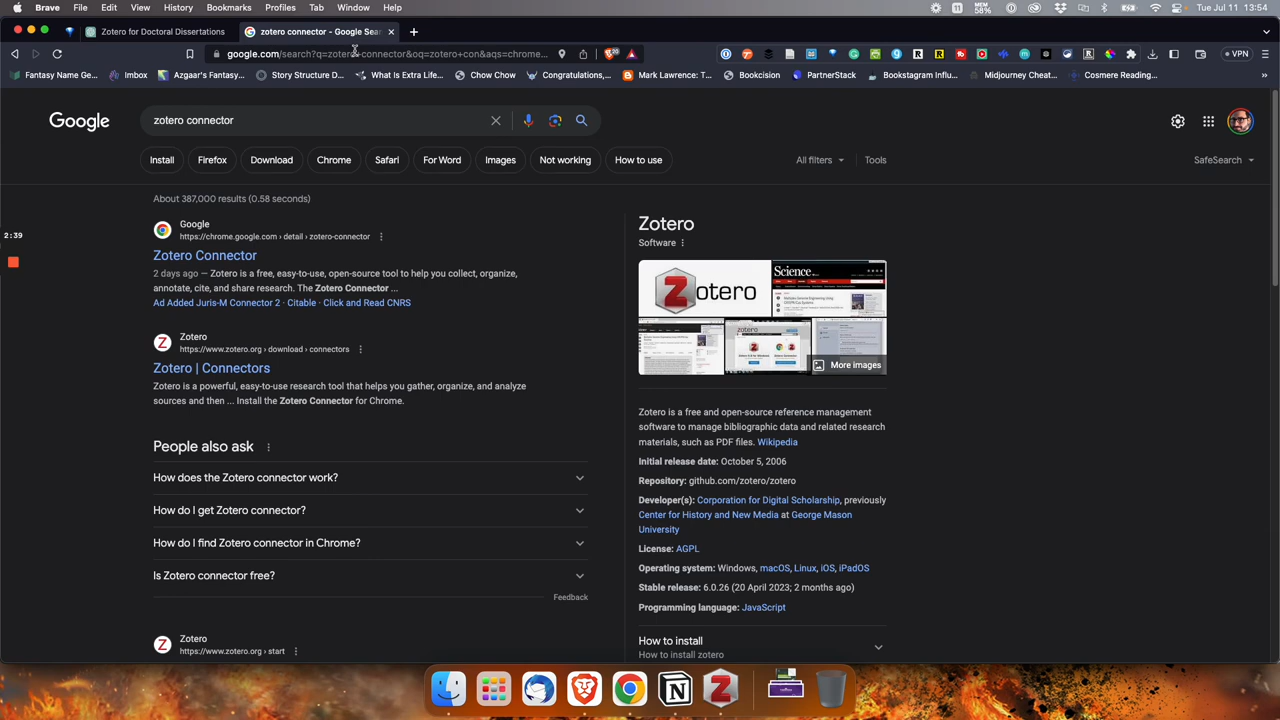 Brave File Edit View History Bookmarks Profiles Tab Window Help
Tue Jul 11 13:54
Zotero for Doctoral Dissertations
zotero connector - Google Sear
google.com/search?q=zotero+connector&oq=zotero+con&aqs=chrome...
VPN
Fantasy Name Ge... Inbox Azgaar's Fantasy... Story Structure D... What Is Extra Life... Chow Chow Congratulations,... Mark Lawrence: T... Bookcision PartnerStack Bookstagram Influ... Midjourney Cheat... Cosmere Reading...
Google
zotero connector
Install Firefox Download Chrome Safari For Word Images Not working How to use
All filters Tools SafeSearch
About 387,000 results (0.58 seconds)
2:39
Google
https://chrome.google.com › detail › zotero-connector
Zotero Connector
2 days ago — Zotero is a free, easy-to-use, open-source tool to help you collect, organize,
annotate, cite, and share research. The Zotero Connector ...
Ad Added Juris-M Connector 2 · Citable · Click and Read CNRS
Zotero
https://www.zotero.org › download › connectors
Zotero | Connectors
Zotero is a powerful, easy-to-use research tool that helps you gather, organize, and analyze
sources and then ... Install the Zotero Connector for Chrome.
People also ask
How does the Zotero connector work?
How do I get Zotero connector?
How do I find Zotero connector in Chrome?
Is Zotero connector free?
Feedback
Zotero
https://www.zotero.org › start
Zotero
Software
zotero
Science
More images
Zotero is a free and open-source reference management
software to manage bibliographic data and related research
materials, such as PDF files. Wikipedia
Initial release date: October 5, 2006
Repository: github.com/zotero/zotero
Developer(s): Corporation for Digital Scholarship, previously
Center for History and New Media at George Mason
University
License: AGPL
Operating system: Windows, macOS, Linux, iOS, iPadOS
Stable release: 6.0.26 (20 April 2023; 2 months ago)
Programming language: JavaScript
How to install
How to install zotero